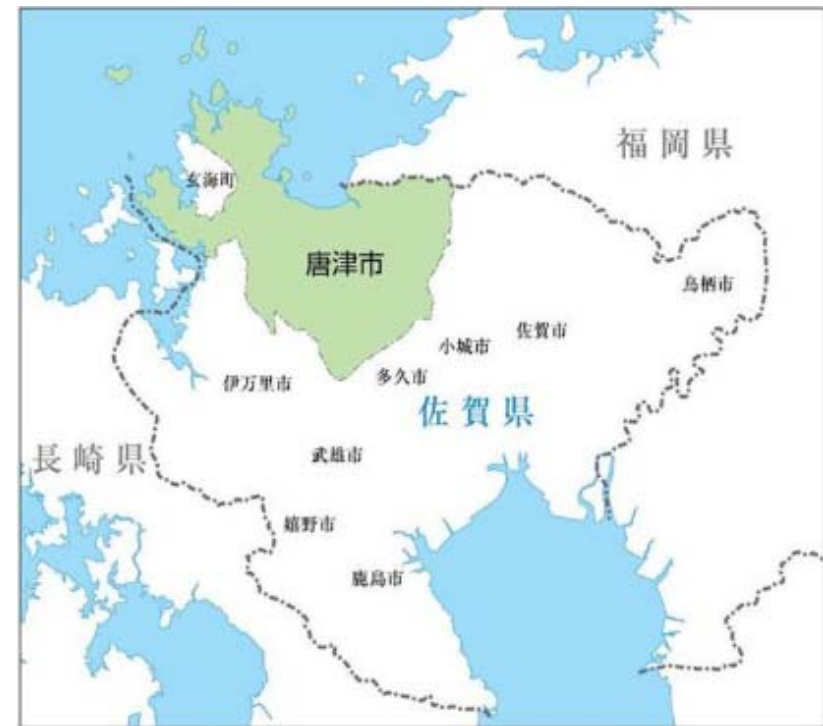 福岡県
玄海町
唐津市
鳥栖市
佐賀市
小城市
多久市
伊万里市
佐賀県
長崎県
武雄市
嬉野市
鹿島市